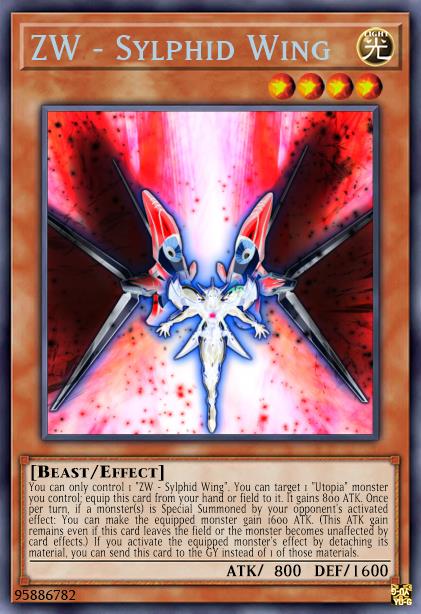 ZW - Sylphid Wing
LIGHT
光
[Beast/Effect]
You can only control 1 "ZW - Sylphid Wing". You can target 1 "Utopia" monster
you control; equip this card from your hand or field to it. It gains 800 ATK. Once
per turn, if a monster(s) is Special Summoned by your opponent's activated
effect: You can make the equipped monster gain 1600 ATK. (This ATK gain
remains even if this card leaves the field or the monster becomes unaffected by
card effects.) If you activate the equipped monster's effect by detaching its
material, you can send this card to the GY instead of 1 of those materials.
ATK/ 800 DEF/1600
95886782